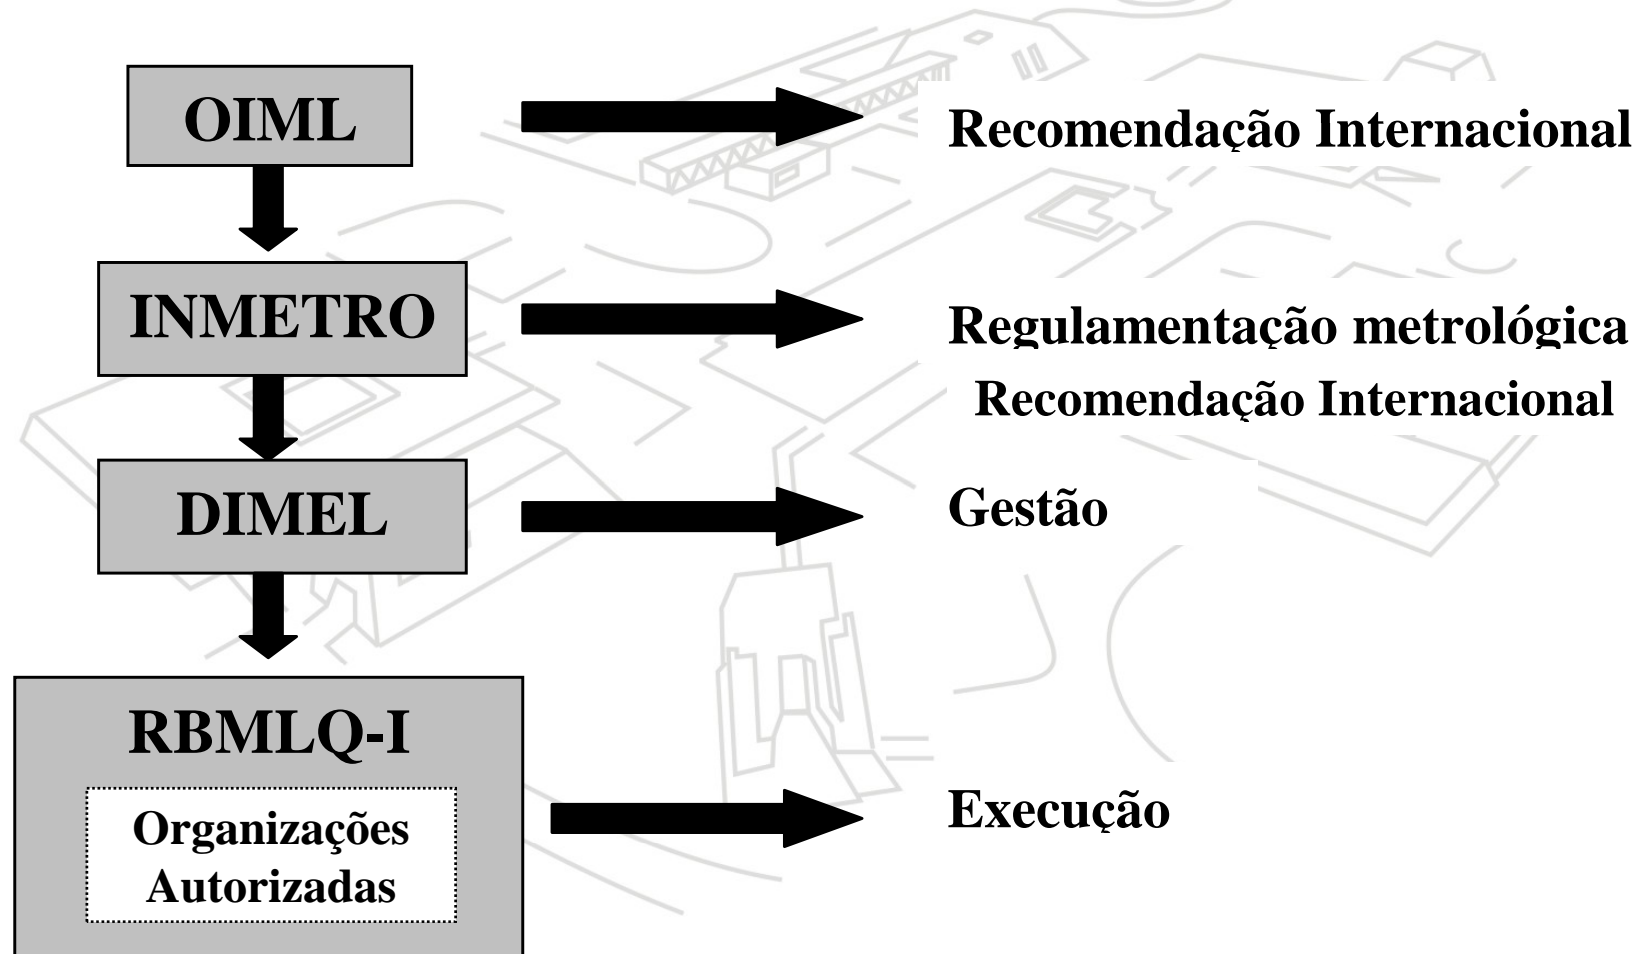 OIML
Recomendação Internacional
INMETRO
Regulamentação metrológica
Recomendação Internacional
DIMEL
Gestão
RBMLQ-I
Organizações
Autorizadas
Execução